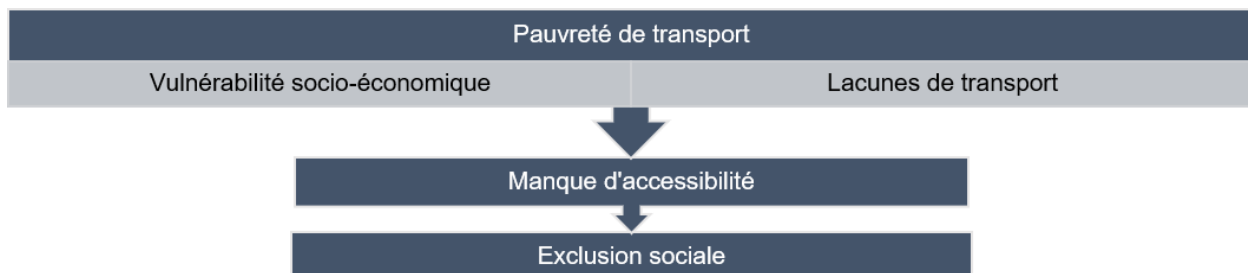 Pauvreté de transport
Vulnérabilité socio-économique
Lacunes de transport
Manque d'accessibilité
Exclusion sociale